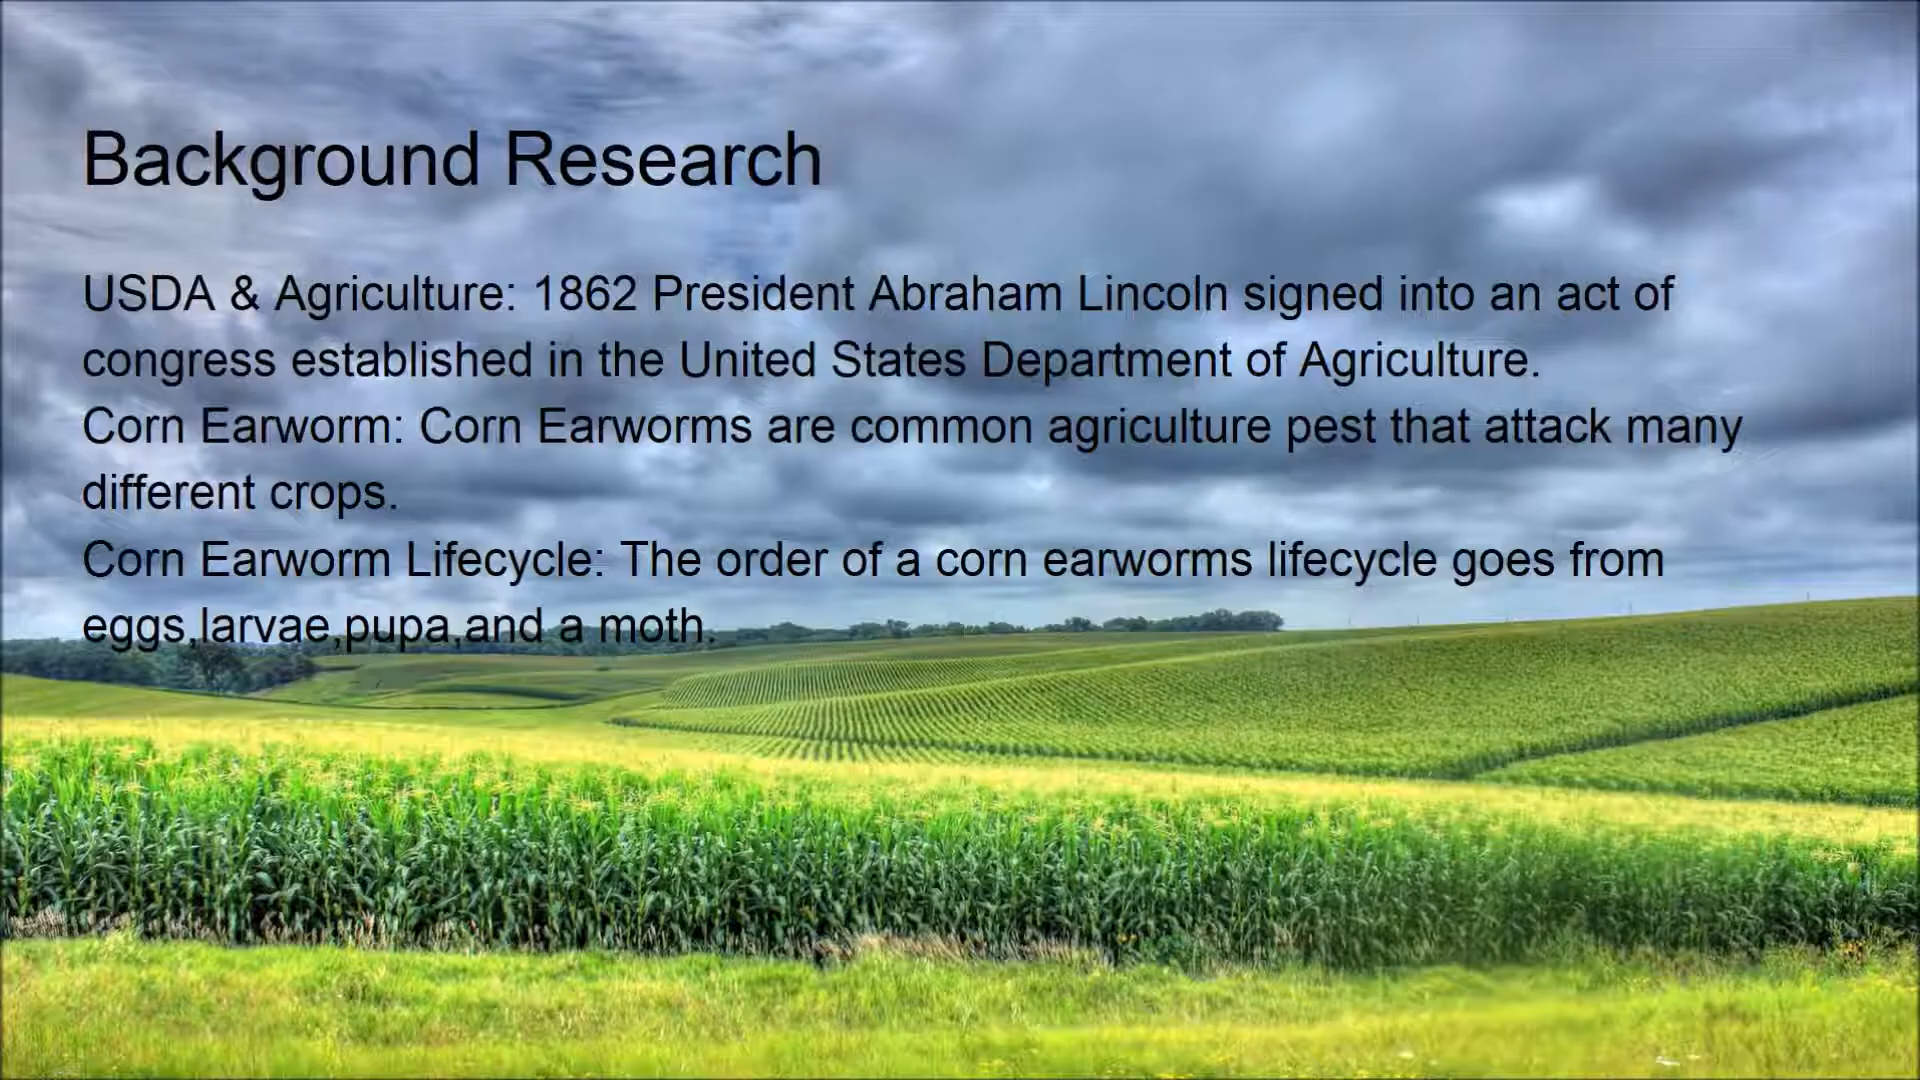 Background Research
USDA & Agriculture: 1862 President Abraham Lincoln signed into an act of
congress established in the United States Department of Agriculture.
Corn Earworm: Corn Earworms are common agriculture pest that attack many
different crops.
Corn Earworm Lifecycle: The order of a corn earworms lifecycle goes from
eggs,larvae,pupa,and a moth.